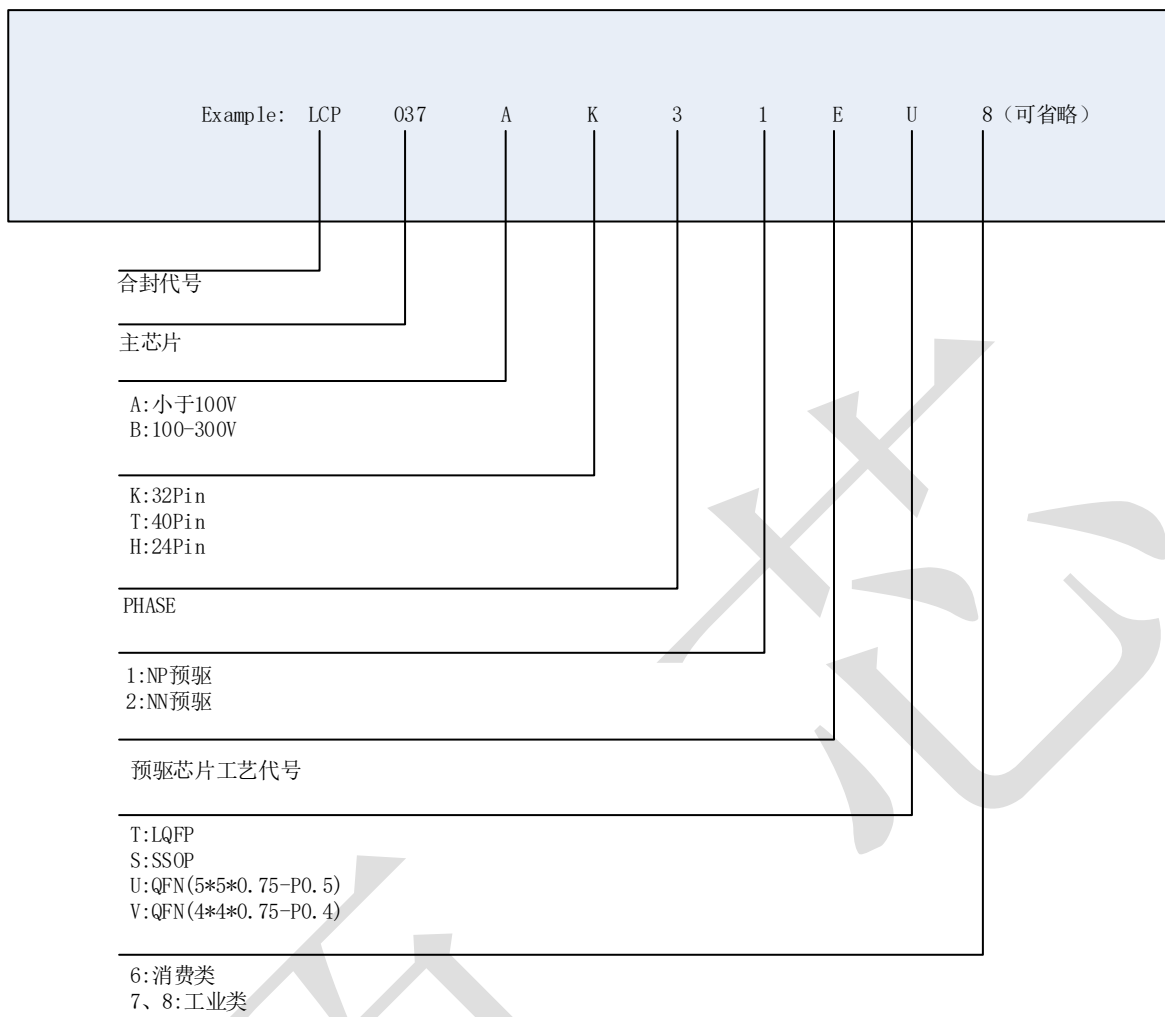 Example: LCP 037 A K 3 1 E U 8（可省略）
合封代号
主芯片
A:小于100V
B:100-300V
K:32Pin
T:40Pin
H:24Pin
PHASE
1:NP预驱
2:NN预驱
预驱芯片工艺代号
T:LQFP
S:SSOP
U:QFN(5*5*0.75-P0.5)
V:QFN(4*4*0.75-P0.4)
6:消费类
7、8:工业类
芯